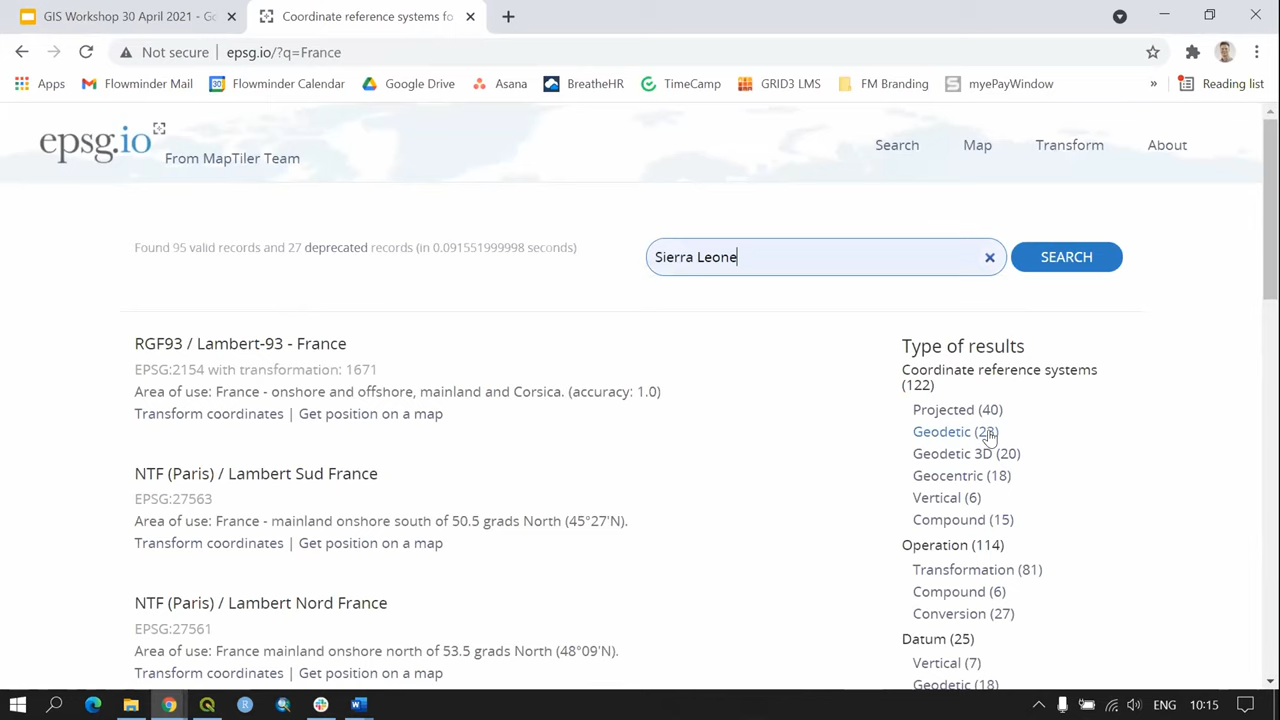 GIS Workshop 30 April 2021 - Go
Coordinate reference systems fo
Not secure
epsg.io/?q=France
Apps
Flowminder Mail
Flowminder Calendar
Google Drive
Asana
BreatheHR
TimeCamp
GRID3 LMS
FM Branding
myePayWindow
»
Reading list
epsg.io
From MapTiler Team
Search
Map
Transform
About
Found 95 valid records and 27 deprecated records (in 0.091551999998 seconds)
Sierra Leone
SEARCH
RGF93 / Lambert-93 - France
EPSG:2154 with transformation: 1671
Area of use: France - onshore and offshore, mainland and Corsica. (accuracy: 1.0)
Transform coordinates | Get position on a map
NTF (Paris) / Lambert Sud France
EPSG:27563
Area of use: France - mainland onshore south of 50.5 grads North (45°27'N).
Transform coordinates | Get position on a map
NTF (Paris) / Lambert Nord France
EPSG:27561
Area of use: France mainland onshore north of 53.5 grads North (48°09'N).
Transform coordinates | Get position on a map
Type of results
Coordinate reference systems
(122)
Projected (40)
Geodetic (23)
Geodetic 3D (20)
Geocentric (18)
Vertical (6)
Compound (15)
Operation (114)
Transformation (81)
Compound (6)
Conversion (27)
Datum (25)
Vertical (7)
Geodetic (18)
ENG
10:15